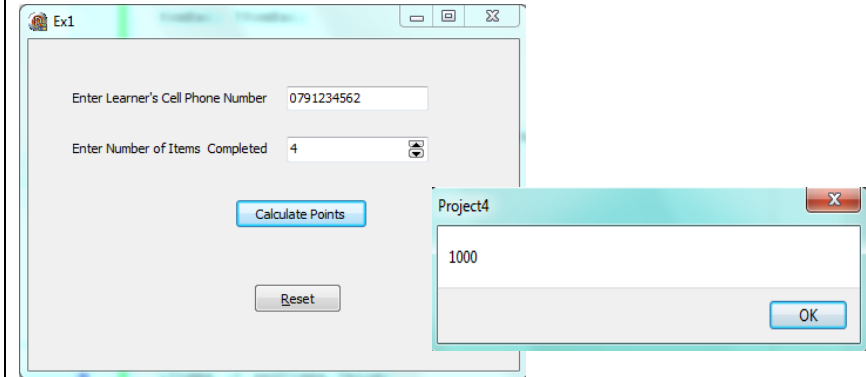 Ex1
Enter Learner's Cell Phone Number 0791234562
Enter Number of Items Completed 4
Calculate Points
Reset
Project4
1000
OK